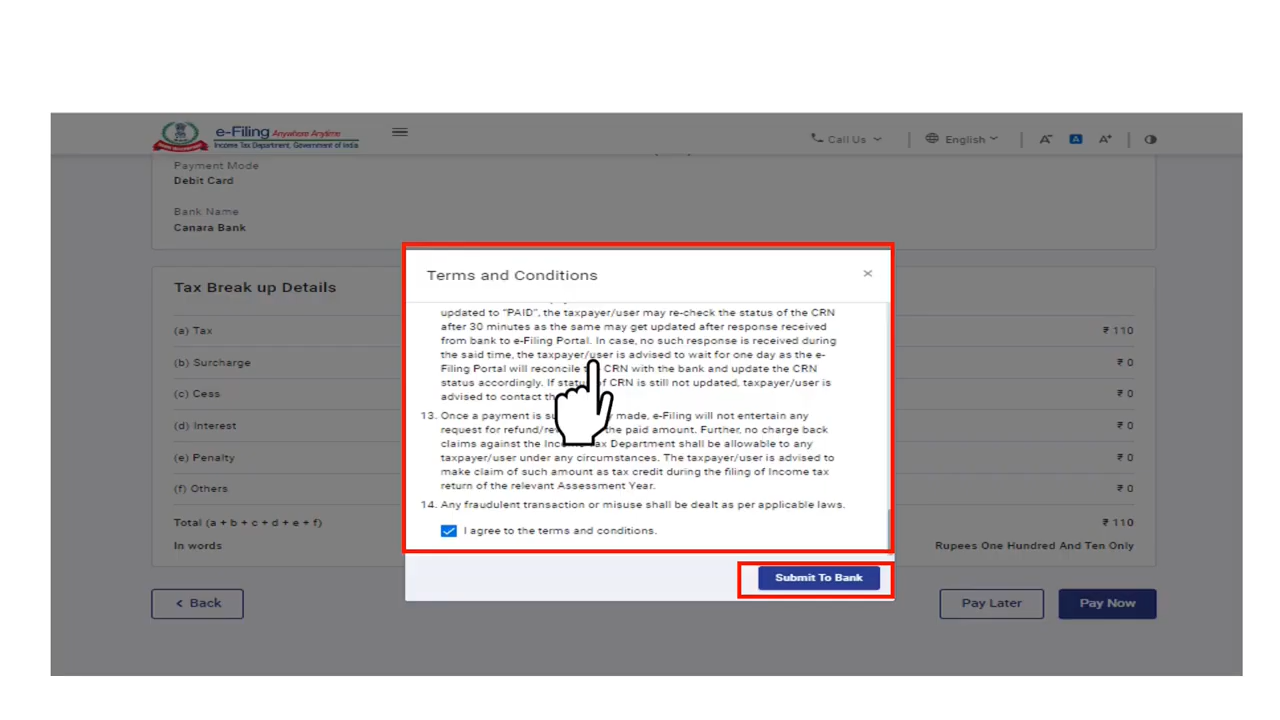 e-Filing Anywhere Anytime
Income Tax Department, Government of India
Call Us
English
A-
A
A+
Payment Mode
Debit Card
Bank Name
Canara Bank
Tax Break up Details
(a) Tax
₹ 110
(b) Surcharge
₹ 0
(c) Cess
₹ 0
(d) Interest
₹ 0
(e) Penalty
₹ 0
(f) Others
₹ 0
Total (a + b + c + d + e + f)
₹ 110
In words
Rupees One Hundred And Ten Only
< Back
Pay Later
Pay Now
Terms and Conditions
×
updated to "PAID", the taxpayer/user may re-check the status of the CRN
after 30 minutes as the same may get updated after response received
from bank to e-Filing Portal. In case, no such response is received during
the said time, the taxpayer/user is advised to wait for one day as the e-
Filing Portal will reconcile CRN with the bank and update the CRN
status accordingly. If of CRN is still not updated, taxpayer/user is
advised to contact
13. Once a payment is made, e-Filing will not entertain any
request for the paid amount. Further, no charge back
claims against the Tax Department shall be allowable to any
taxpayer/user under any circumstances. The taxpayer/user is advised to
make claim of such amount as tax credit during the filing of Income tax
return of the relevant Assessment Year.
14. Any fraudulent transaction or misuse shall be dealt as per applicable laws.
I agree to the terms and conditions.
Submit To Bank